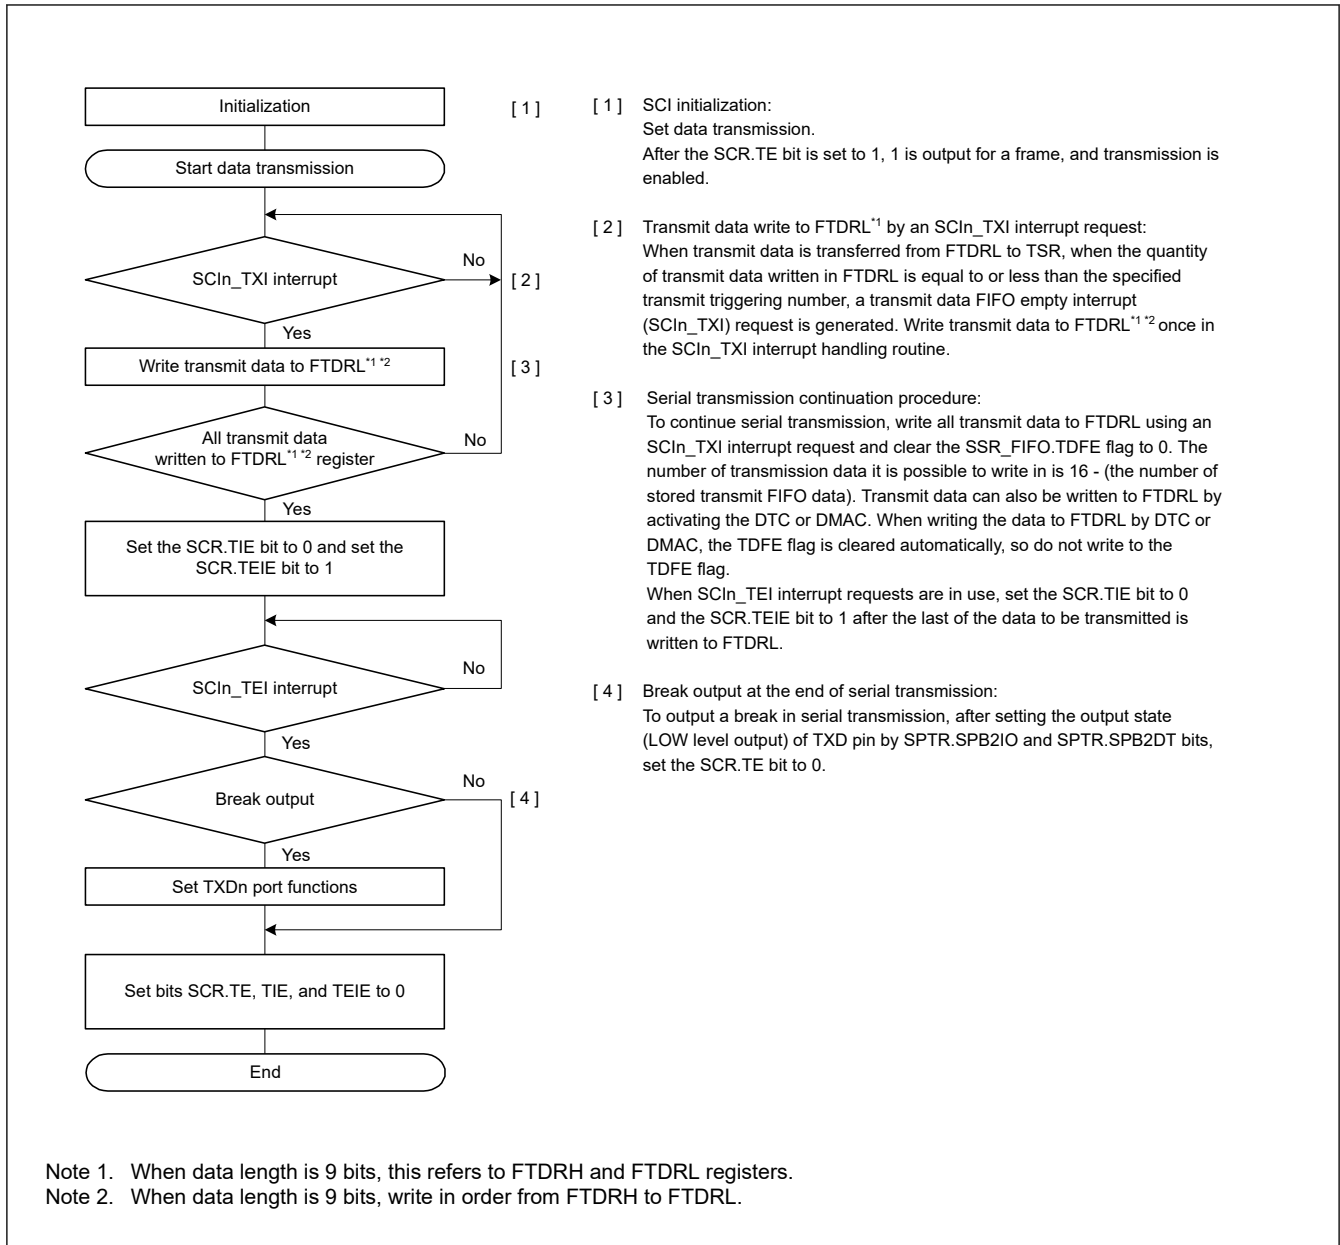 Initialization
[ 1 ]
Start data transmission
SCIn_TXI interrupt
No
[ 2 ]
Yes
Write transmit data to FTDRL*1 *2
[ 3 ]
All transmit data
written to FTDRL*1 *2 register
No
Yes
Set the SCR.TIE bit to 0 and set the
SCR.TEIE bit to 1
SCIn_TEI interrupt
No
Yes
Break output
No
[ 4 ]
Yes
Set TXDn port functions
Set bits SCR.TE, TIE, and TEIE to 0
End
[ 1 ] SCI initialization:
Set data transmission.
After the SCR.TE bit is set to 1, 1 is output for a frame, and transmission is
enabled.
[ 2 ] Transmit data write to FTDRL*1 by an SCIn_TXI interrupt request:
When transmit data is transferred from FTDRL to TSR, when the quantity
of transmit data written in FTDRL is equal to or less than the specified
transmit triggering number, a transmit data FIFO empty interrupt
(SCIn_TXI) request is generated. Write transmit data to FTDRL*1 *2 once in
the SCIn_TXI interrupt handling routine.
[ 3 ] Serial transmission continuation procedure:
To continue serial transmission, write all transmit data to FTDRL using an
SCIn_TXI interrupt request and clear the SSR_FIFO.TDFE flag to 0. The
number of transmission data it is possible to write in is 16 - (the number of
stored transmit FIFO data). Transmit data can also be written to FTDRL by
activating the DTC or DMAC. When writing the data to FTDRL by DTC or
DMAC, the TDFE flag is cleared automatically, so do not write to the
TDFE flag.
When SCIn_TEI interrupt requests are in use, set the SCR.TIE bit to 0
and the SCR.TEIE bit to 1 after the last of the data to be transmitted is
written to FTDRL.
[ 4 ] Break output at the end of serial transmission:
To output a break in serial transmission, after setting the output state
(LOW level output) of TXD pin by SPTR.SPB2IO and SPTR.SPB2DT bits,
set the SCR.TE bit to 0.
Note 1. When data length is 9 bits, this refers to FTDRH and FTDRL registers.
Note 2. When data length is 9 bits, write in order from FTDRH to FTDRL.